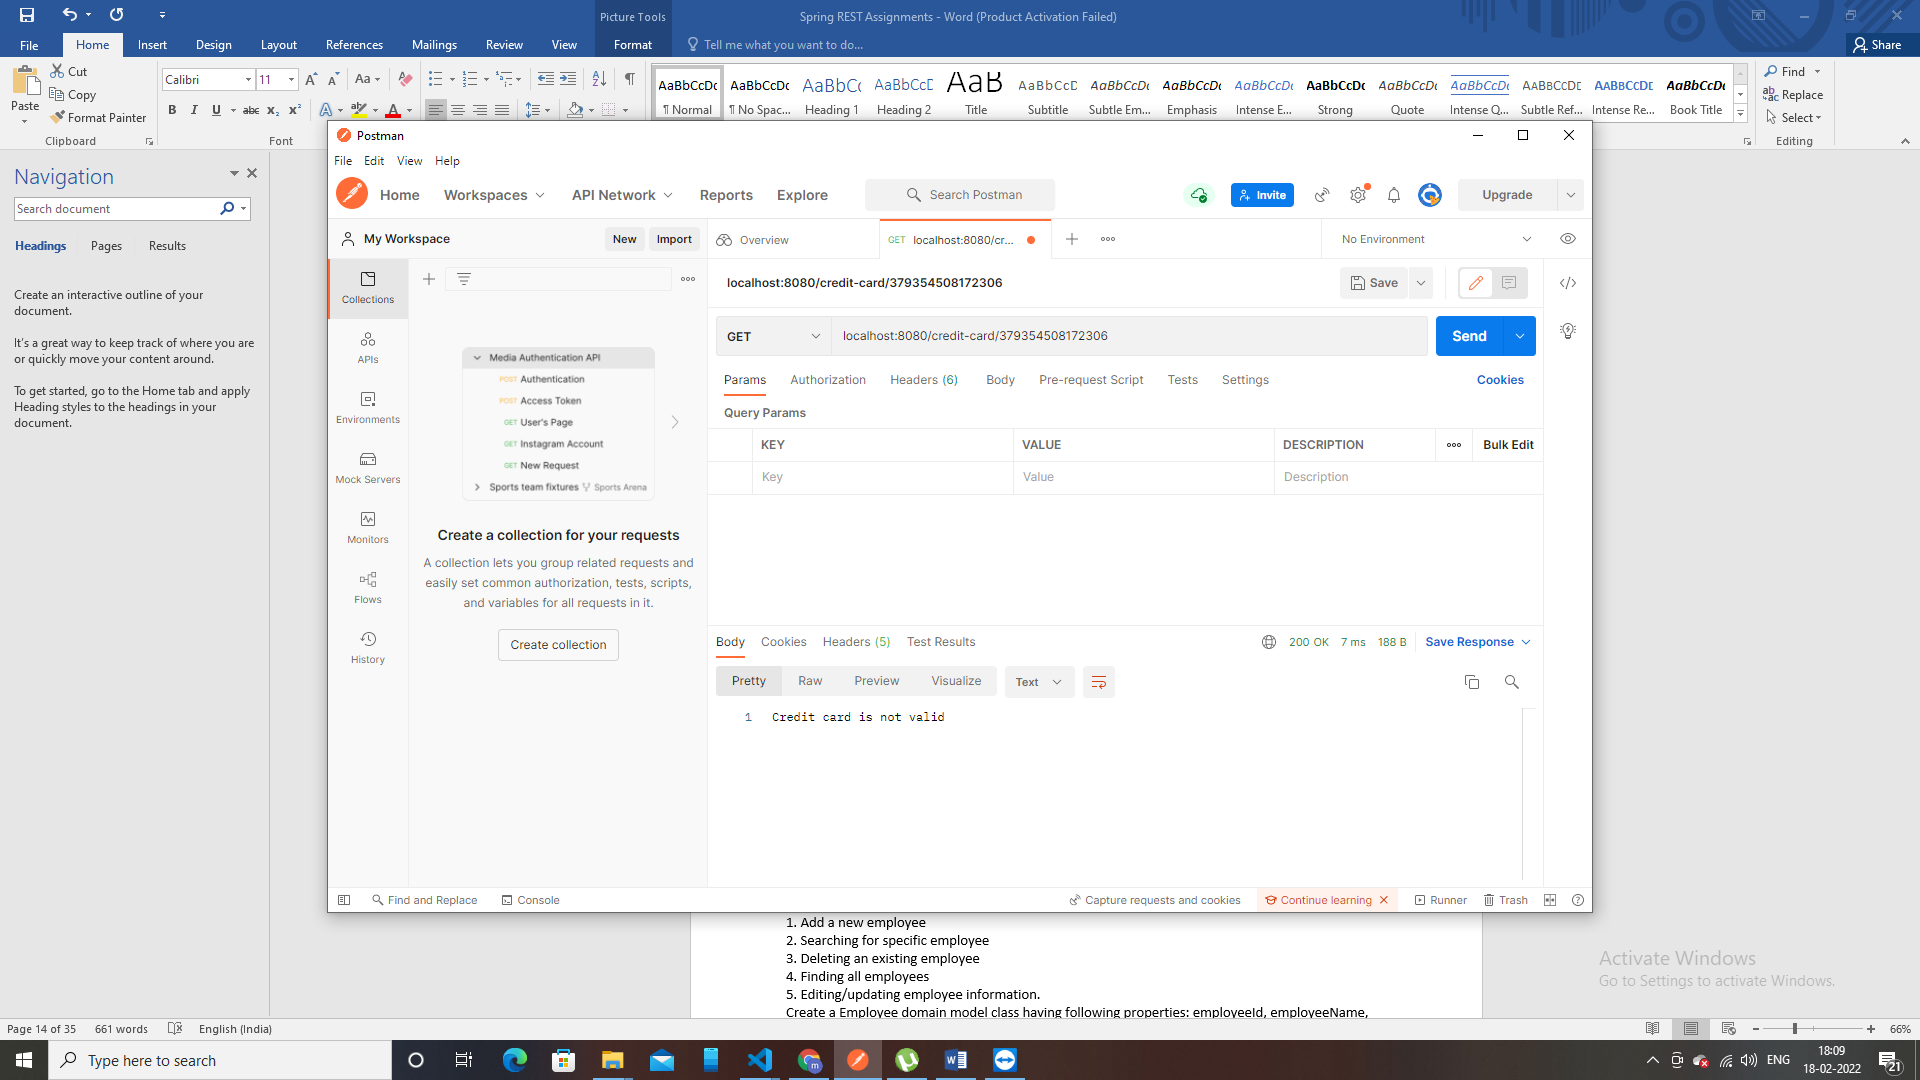 Picture Tools
Spring REST Assignments - Word (Product Activation Failed)
File Home Insert Design Layout References Mailings Review View Format Tell me what you want to do... Share
Paste
Cut
Copy
Format Painter
Clipboard
Calibri 11
Font
AaBbCcDc ¶ Normal
AaBbCcDc ¶ No Spac...
AaBbCc Heading 1
AaBbCcD Heading 2
AaB Title
AaBbCcD Subtitle
AaBbCcDc Subtle Em...
AaBbCcDc Emphasis
AaBbCcDc Intense E...
AaBbCcDc Strong
AaBbCcDc Quote
AaBbCcDc Intense Q...
AABBCCDE Subtle Ref...
AABBCCDE Intense Re...
AaBbCcDc Book Title
Find
Replace
Select
Editing
Navigation
Search document
Headings Pages Results
Create an interactive outline of your
document.
It's a great way to keep track of where you are
or quickly move your content around.
To get started, go to the Home tab and apply
Heading styles to the headings in your
document.
Postman
File Edit View Help
Home Workspaces API Network Reports Explore Search Postman Invite Upgrade
My Workspace New Import
Overview GET localhost:8080/cr... No Environment
Collections
APIs
Environments
Mock Servers
Monitors
Flows
History
Media Authentication API
POST Authentication
POST Access Token
GET User's Page
GET Instagram Account
GET New Request
Sports team fixtures Sports Arena
Create a collection for your requests
A collection lets you group related requests and
easily set common authorization, tests, scripts,
and variables for all requests in it.
Create collection
localhost:8080/credit-card/379354508172306 Save
GET localhost:8080/credit-card/379354508172306 Send
Params Authorization Headers (6) Body Pre-request Script Tests Settings Cookies
Query Params
KEY VALUE DESCRIPTION Bulk Edit
Key Value Description
Body Cookies Headers (5) Test Results 200 OK 7 ms 188 B Save Response
Pretty Raw Preview Visualize Text
1 Credit card is not valid
Find and Replace Console Capture requests and cookies Continue learning Runner Trash
1. Add a new employee
2. Searching for specific employee
3. Deleting an existing employee
4. Finding all employees
5. Editing/updating employee information.
Create a Employee domain model class having following properties: employeeId, employeeName,
Activate Windows
Go to Settings to activate Windows.
Page 14 of 35 661 words English (India) 66%
Type here to search
ENG
18:09
18-02-2022
21